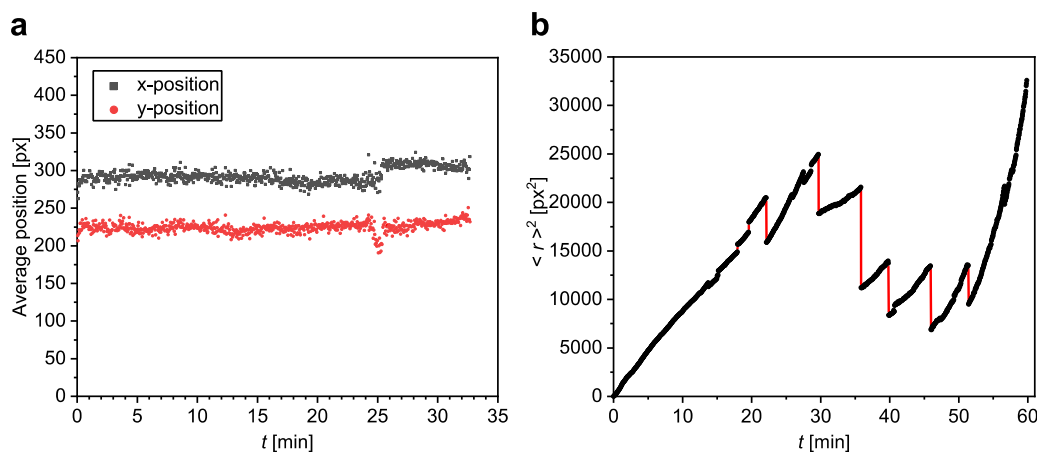 a
Average position [px]
450
400
350
300
250
200
150
100
50
0
x-position
y-position
0 5 10 15 20 25 30 35
t [min]
b
< r >² [px²]
35000
30000
25000
20000
15000
10000
5000
0
0 10 20 30 40 50 60
t [min]